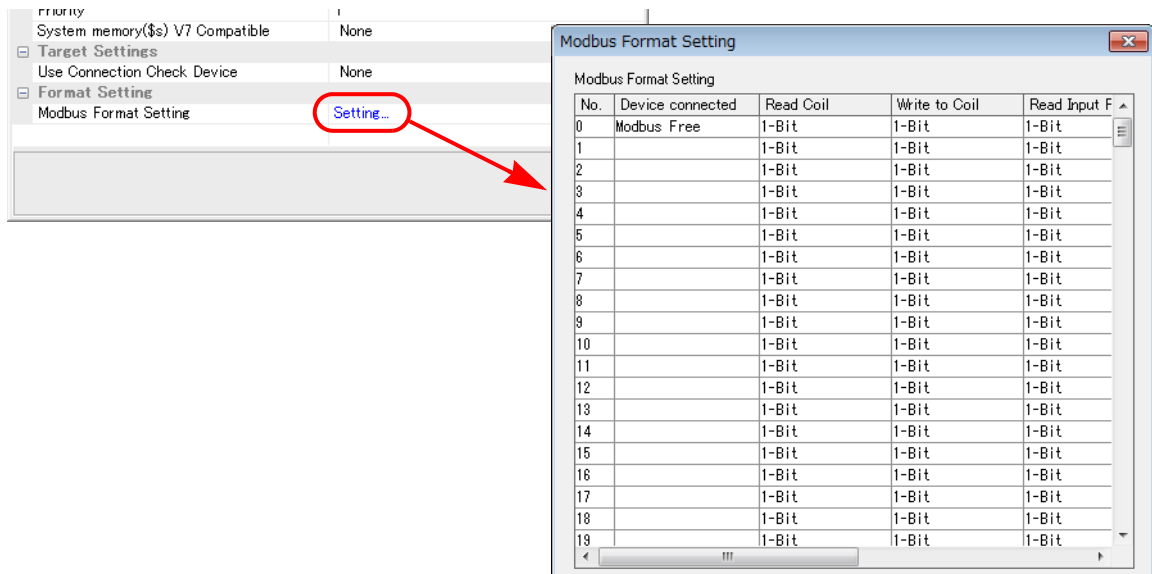 Priority 1
System memory($s) V7 Compatible None
Target Settings
Use Connection Check Device None
Format Setting
Modbus Format Setting Setting...
Modbus Format Setting
Modbus Format Setting
No. Device connected Read Coil Write to Coil Read Input F
0 Modbus Free 1-Bit 1-Bit 1-Bit
1 1-Bit 1-Bit 1-Bit
2 1-Bit 1-Bit 1-Bit
3 1-Bit 1-Bit 1-Bit
4 1-Bit 1-Bit 1-Bit
5 1-Bit 1-Bit 1-Bit
6 1-Bit 1-Bit 1-Bit
7 1-Bit 1-Bit 1-Bit
8 1-Bit 1-Bit 1-Bit
9 1-Bit 1-Bit 1-Bit
10 1-Bit 1-Bit 1-Bit
11 1-Bit 1-Bit 1-Bit
12 1-Bit 1-Bit 1-Bit
13 1-Bit 1-Bit 1-Bit
14 1-Bit 1-Bit 1-Bit
15 1-Bit 1-Bit 1-Bit
16 1-Bit 1-Bit 1-Bit
17 1-Bit 1-Bit 1-Bit
18 1-Bit 1-Bit 1-Bit
19 1-Bit 1-Bit 1-Bit